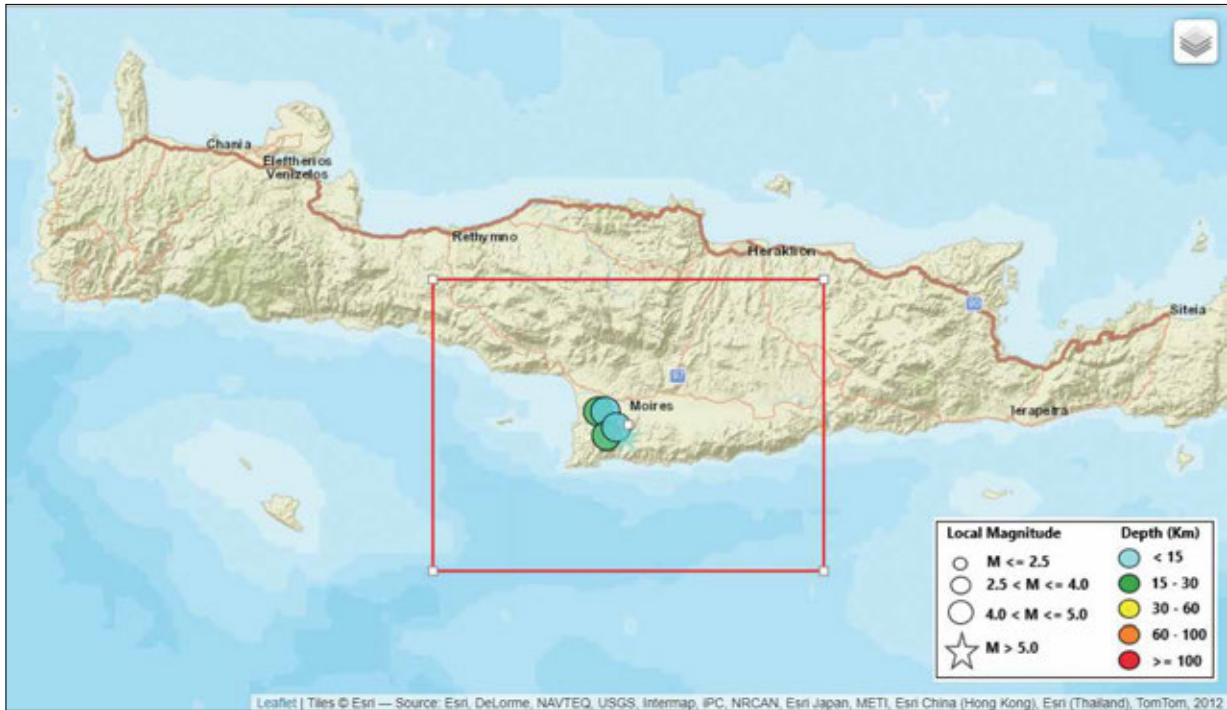 Chania
Eleftherios
Venizelos
Rethymno
Heraklion
90
Siteia
97
Moires
Ierapetra
Local Magnitude
Depth (Km)
M <= 2.5
< 15
2.5 < M <= 4.0
15 - 30
4.0 < M <= 5.0
30 - 60
60 - 100
M > 5.0
>= 100
Leaflet | Tiles © Esri — Source: Esri, DeLorme, NAVTEQ, USGS, Intermap, iPC, NRCAN, Esri Japan, METI, Esri China (Hong Kong), Esri (Thailand), TomTom, 2012